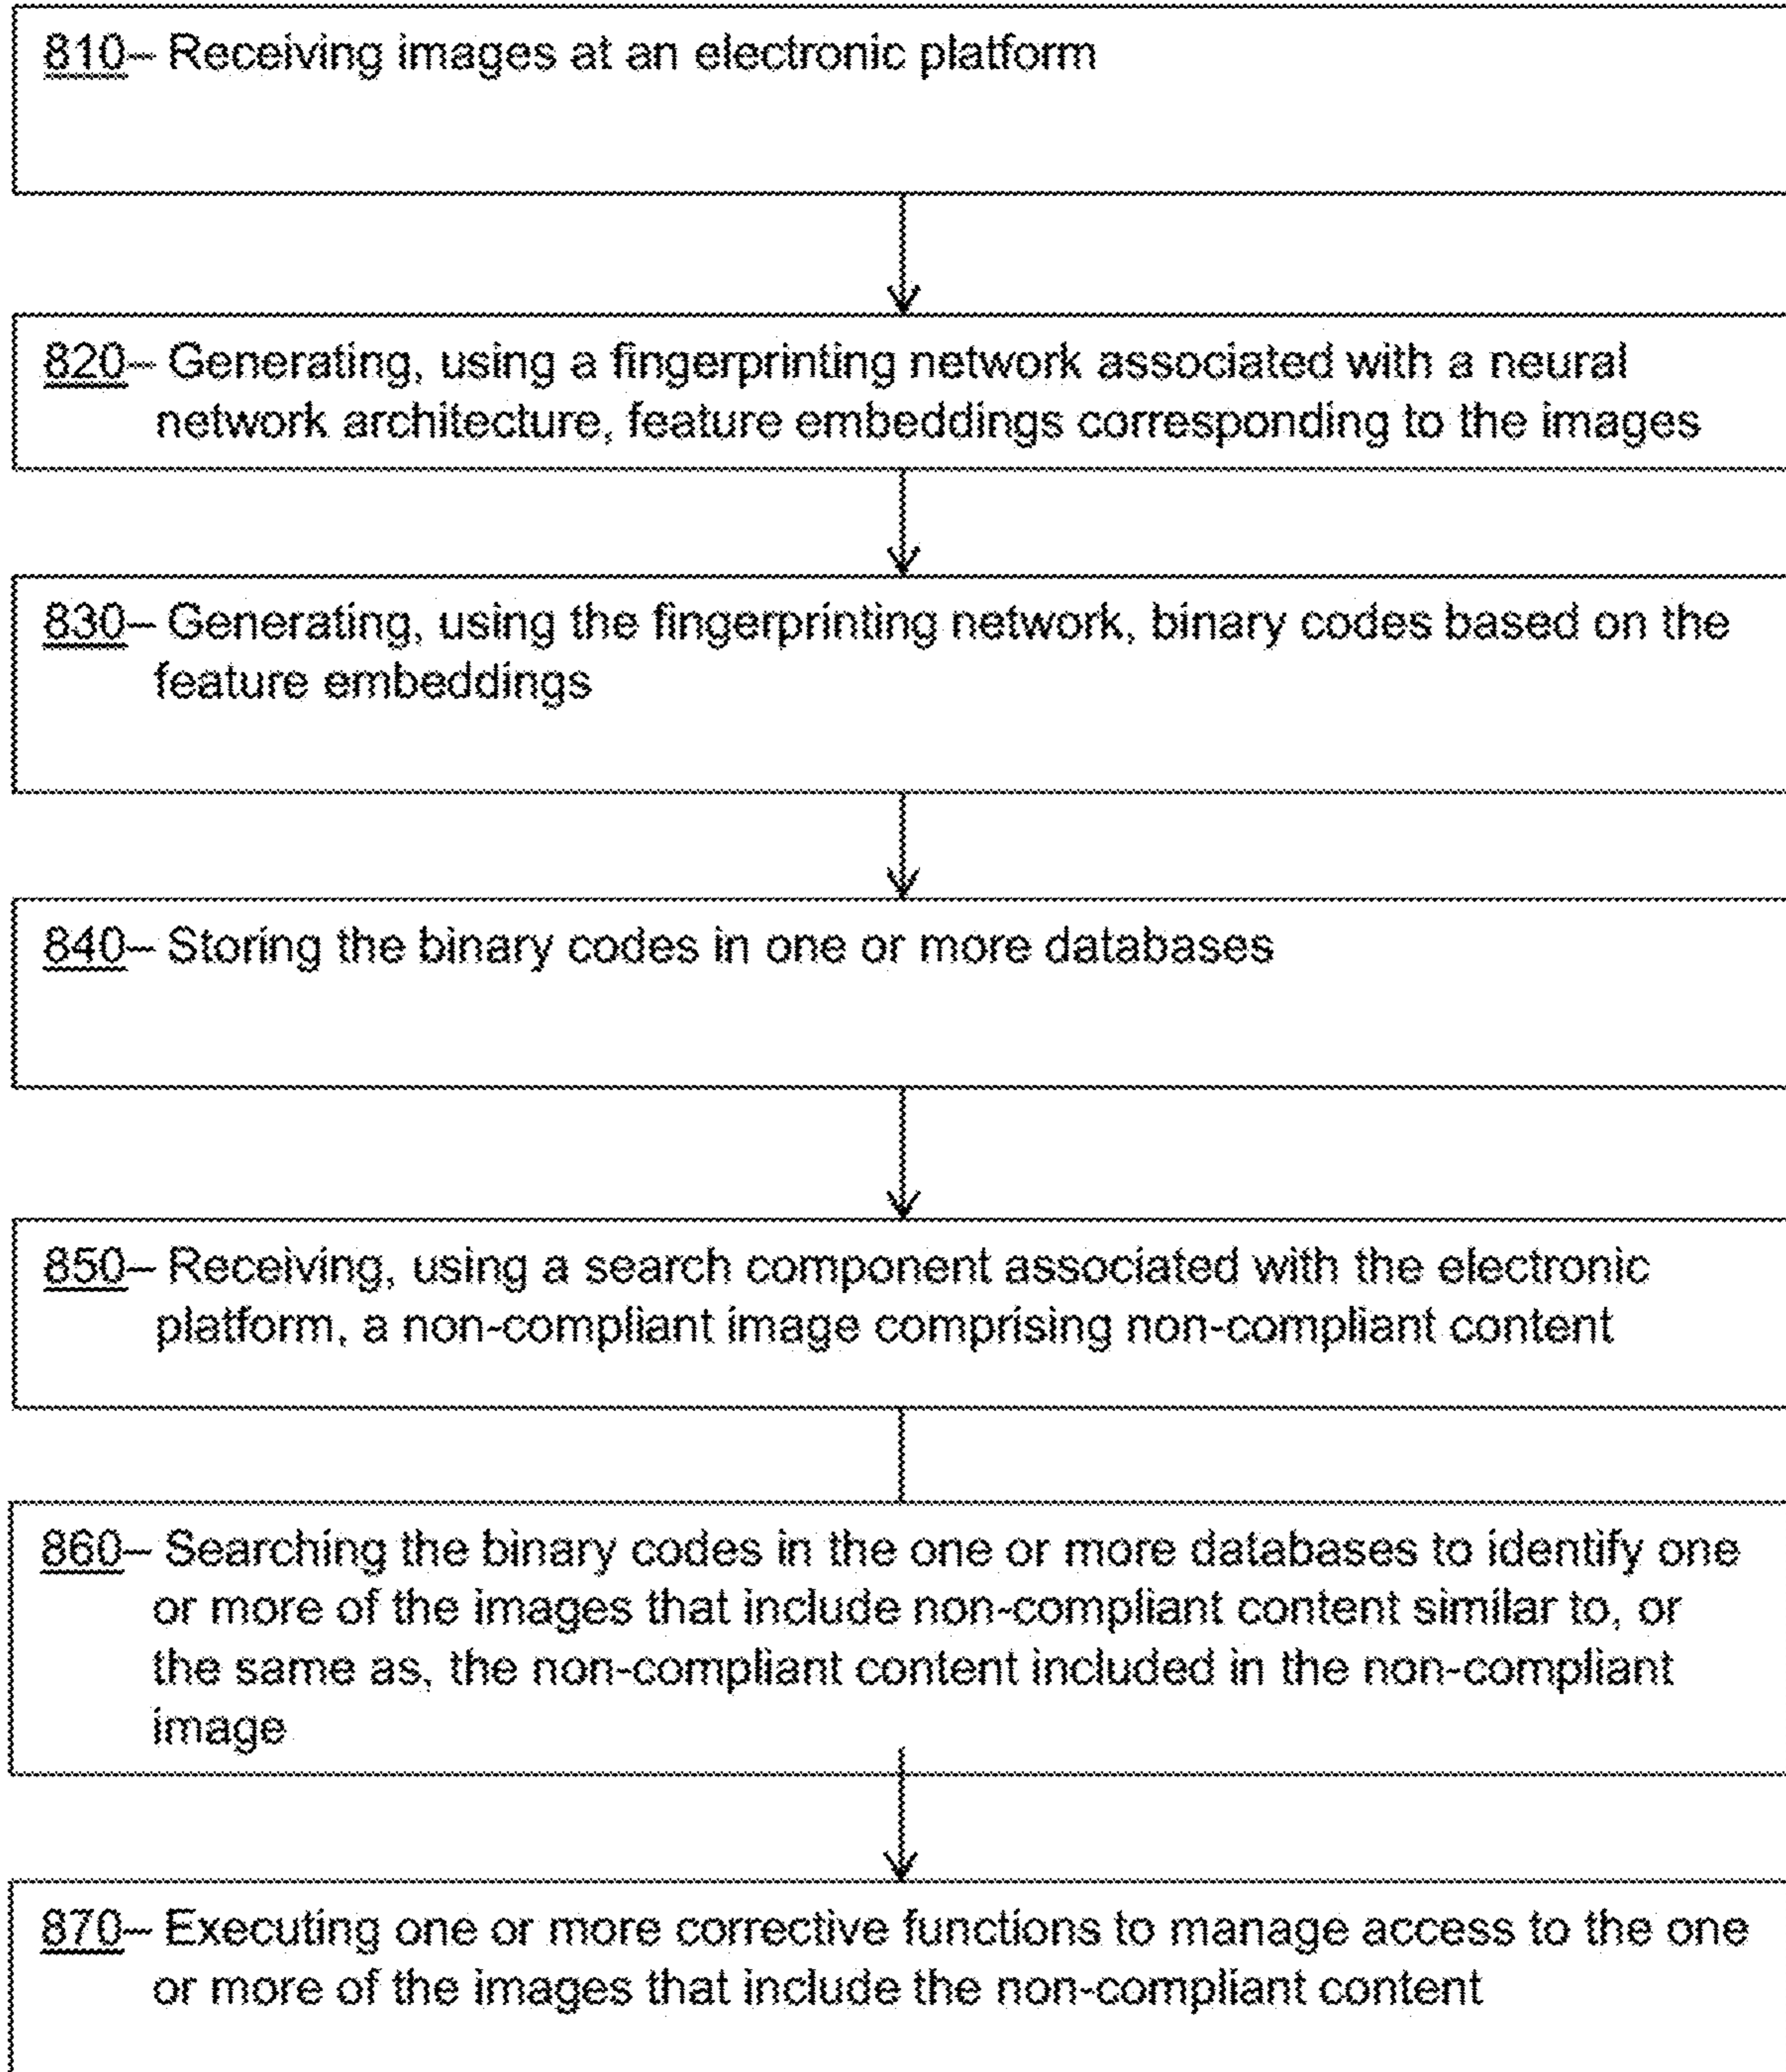 810– Receiving images at an electronic platform
820– Generating, using a fingerprinting network associated with a neural
network architecture, feature embeddings corresponding to the images
830– Generating, using the fingerprinting network, binary codes based on the
feature embeddings
840– Storing the binary codes in one or more databases
850– Receiving, using a search component associated with the electronic
platform, a non-compliant image comprising non-compliant content
860– Searching the binary codes in the one or more databases to identify one
or more of the images that include non-compliant content similar to, or
the same as, the non-compliant content included in the non-compliant
image
870– Executing one or more corrective functions to manage access to the one
or more of the images that include the non-compliant content